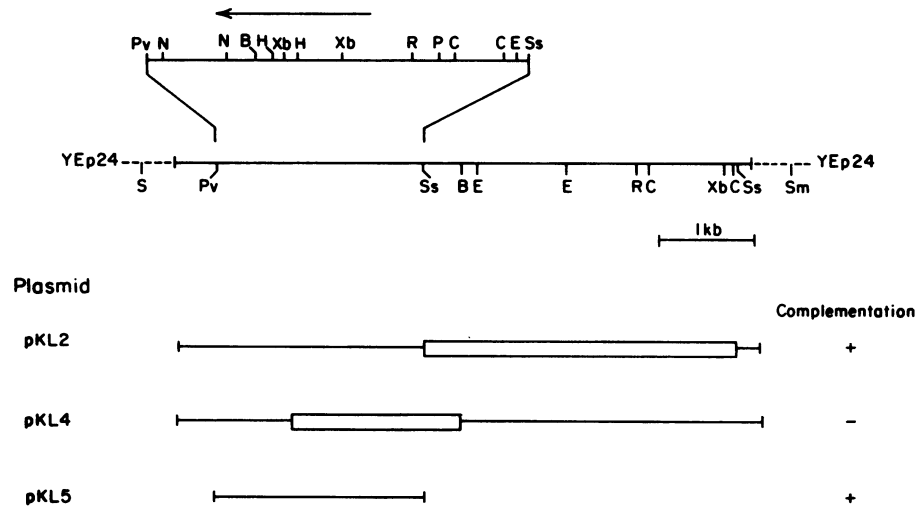 Pv N N B H Xb H Xb R P C C E Ss
YEp24 YEp24
S Pv Ss B E E R C Xb C Ss Sm
1kb
Plasmid
Complementation
pKL2 +
pKL4 −
pKL5 +